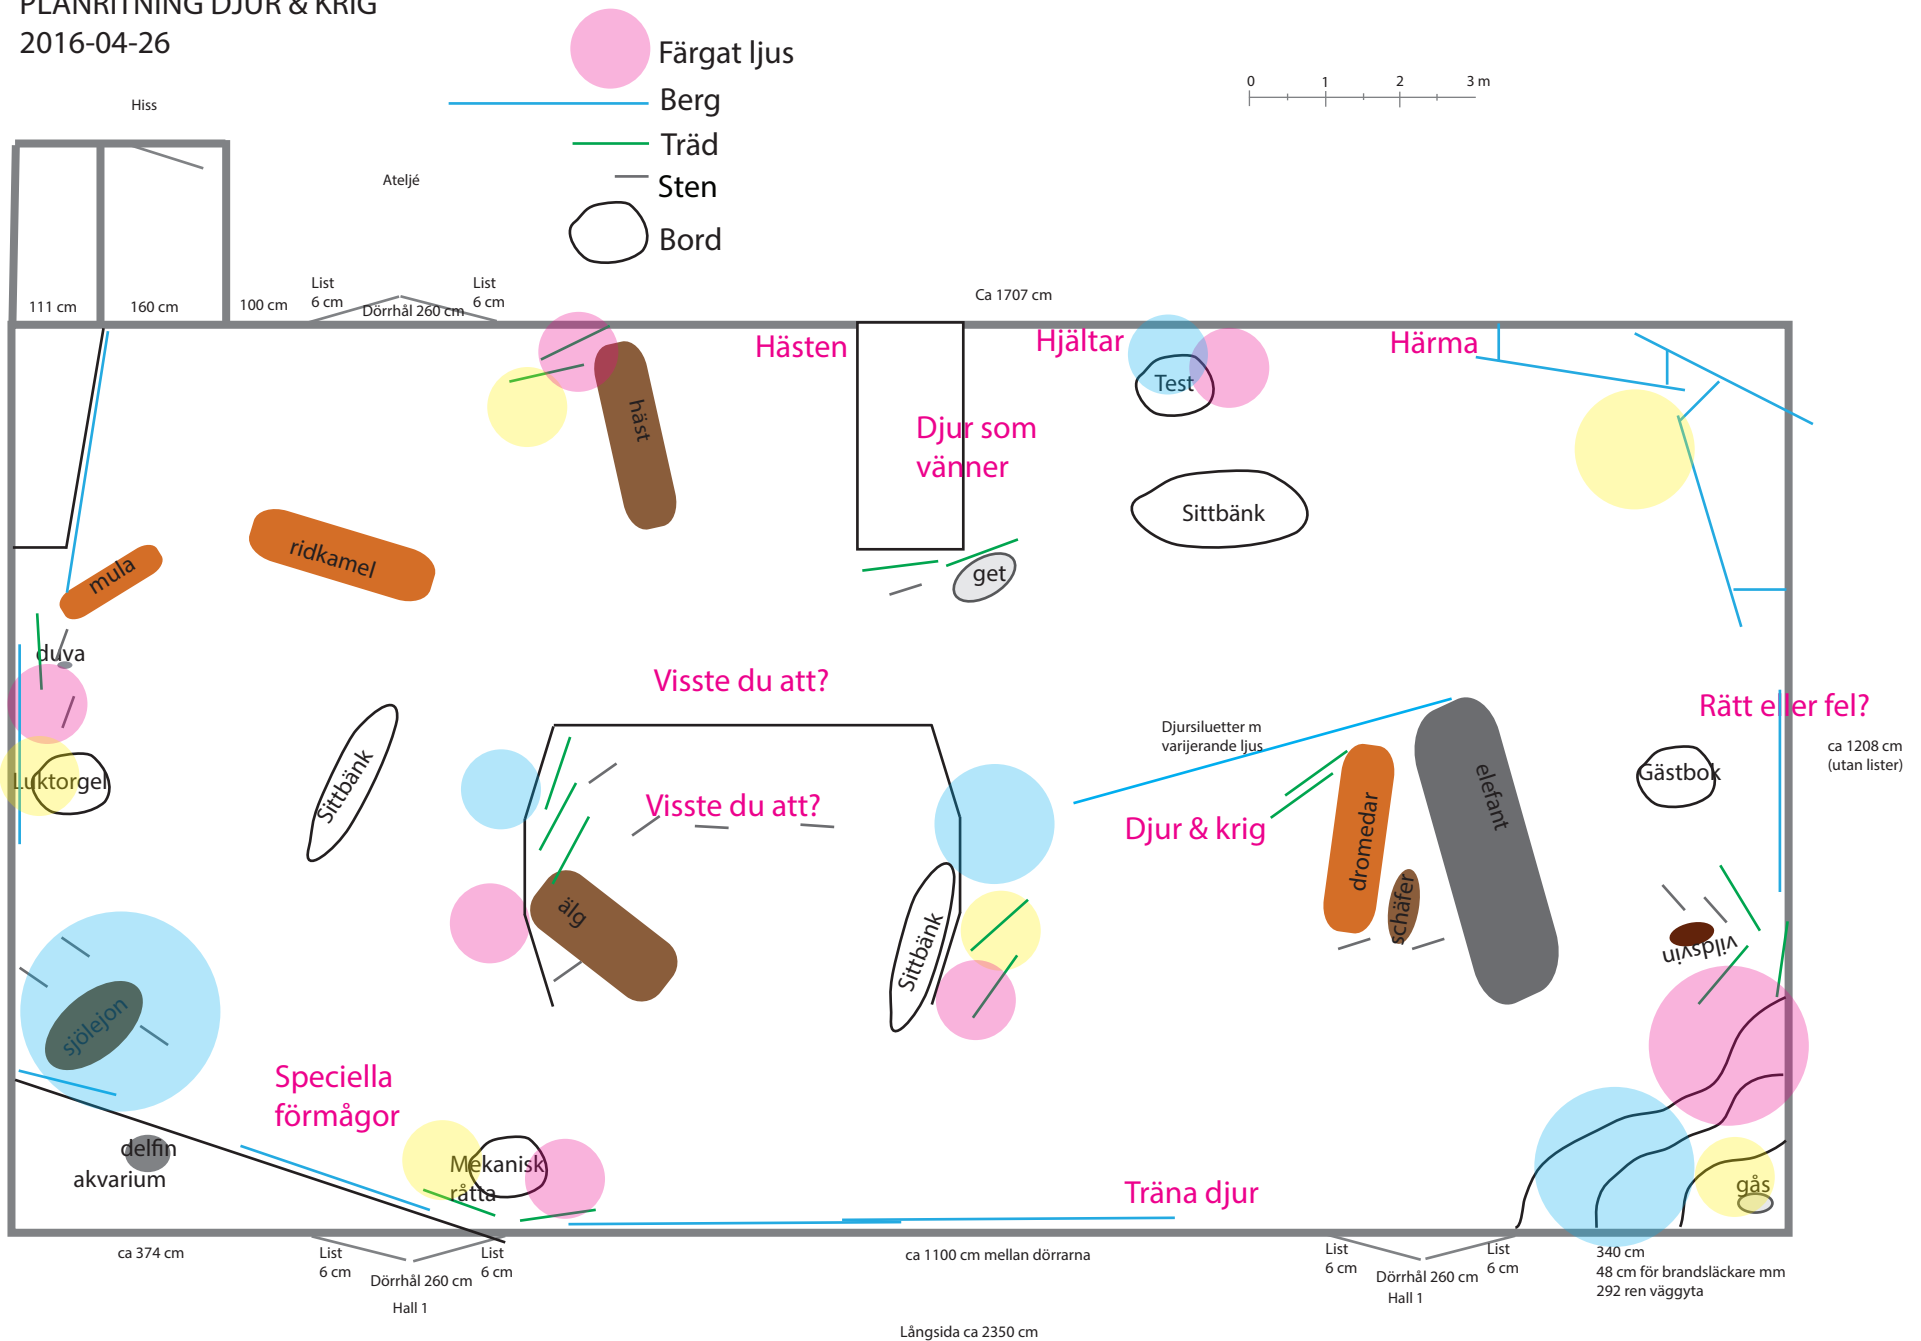 PLANRITNING DJUR & KRIG
2016-04-26
Färgat ljus
Berg
Träd
Sten
Bord
0 1 2 3 m
Hiss
Ateljé
111 cm
160 cm
100 cm
List
6 cm
Dörrhål 260 cm
List
6 cm
Ca 1707 cm
Hästen
Hjältar
Härma
häst
Test
Djur som
vänner
Sittbänk
ridkamel
mula
get
duva
Visste du att?
Rätt eller fel?
Djursiluetter m
varijerande ljus
ca 1208 cm
(utan lister)
Luktorgel
Sittbänk
Visste du att?
Djur & krig
dromedar
elefant
Gästbok
älg
Sittbänk
schäfer
vildsvin
sjölejon
Speciella
förmågor
delfin
akvarium
Mekanisk
råtta
Träna djur
gås
ca 374 cm
List
6 cm
Dörrhål 260 cm
List
6 cm
Hall 1
ca 1100 cm mellan dörrarna
List
6 cm
Dörrhål 260 cm
List
6 cm
Hall 1
340 cm
48 cm för brandsläckare mm
292 ren väggyta
Långsida ca 2350 cm